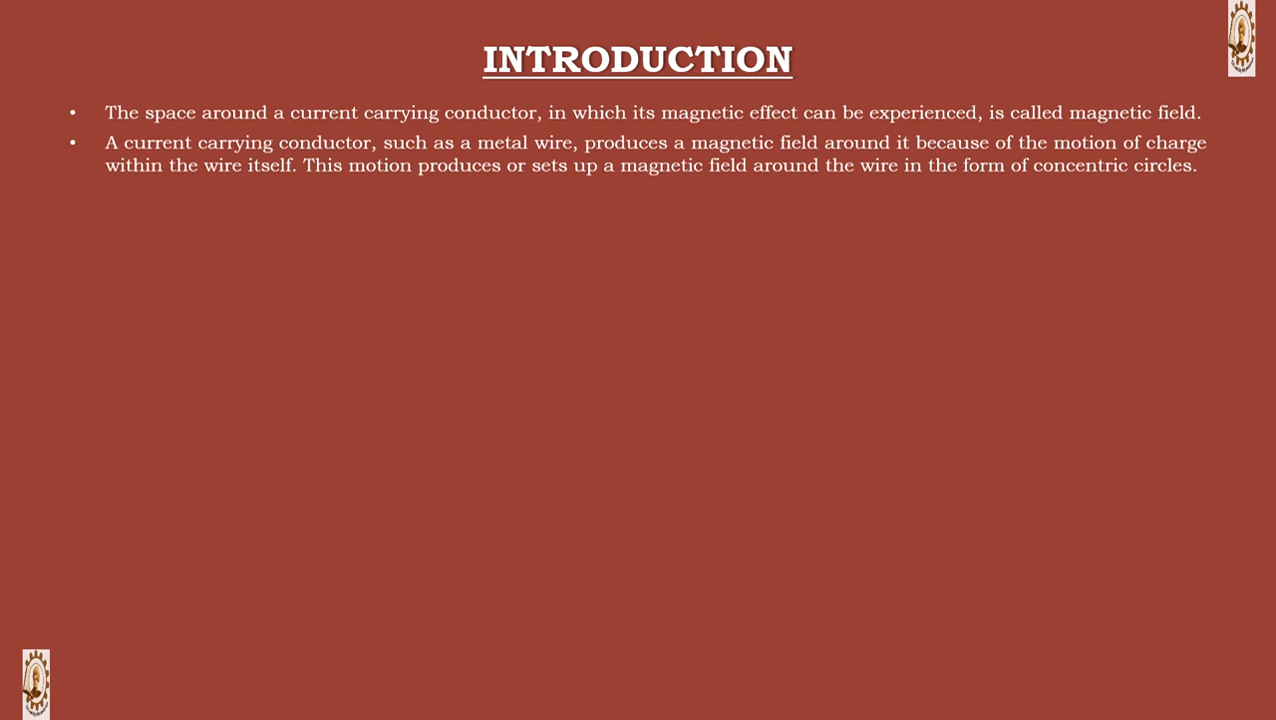 INTRODUCTION
• The space around a current carrying conductor, in which its magnetic effect can be experienced, is called magnetic field.
• A current carrying conductor, such as a metal wire, produces a magnetic field around it because of the motion of charge
within the wire itself. This motion produces or sets up a magnetic field around the wire in the form of concentric circles.